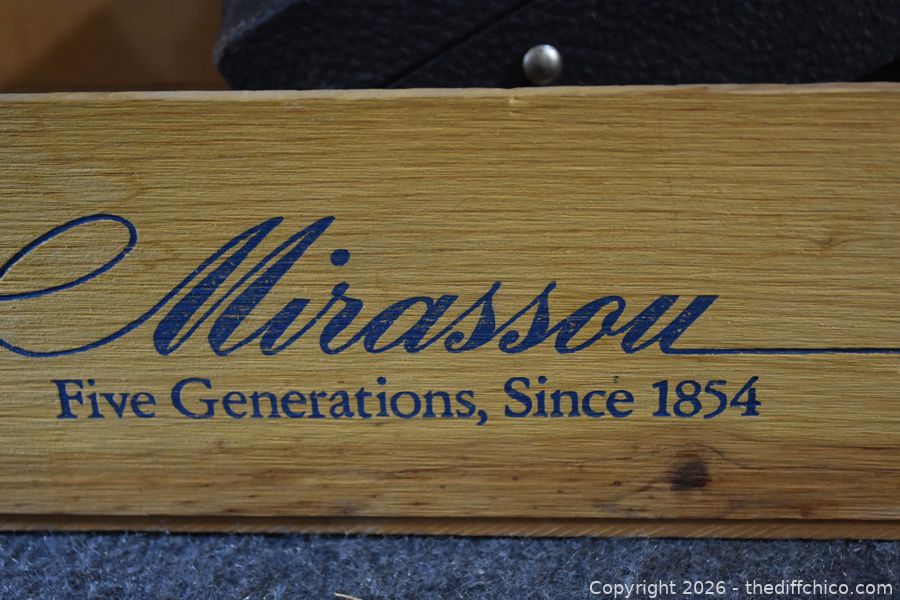 Mirassou
Five Generations, Since 1854
Copyright 2026 - thediffchico.com